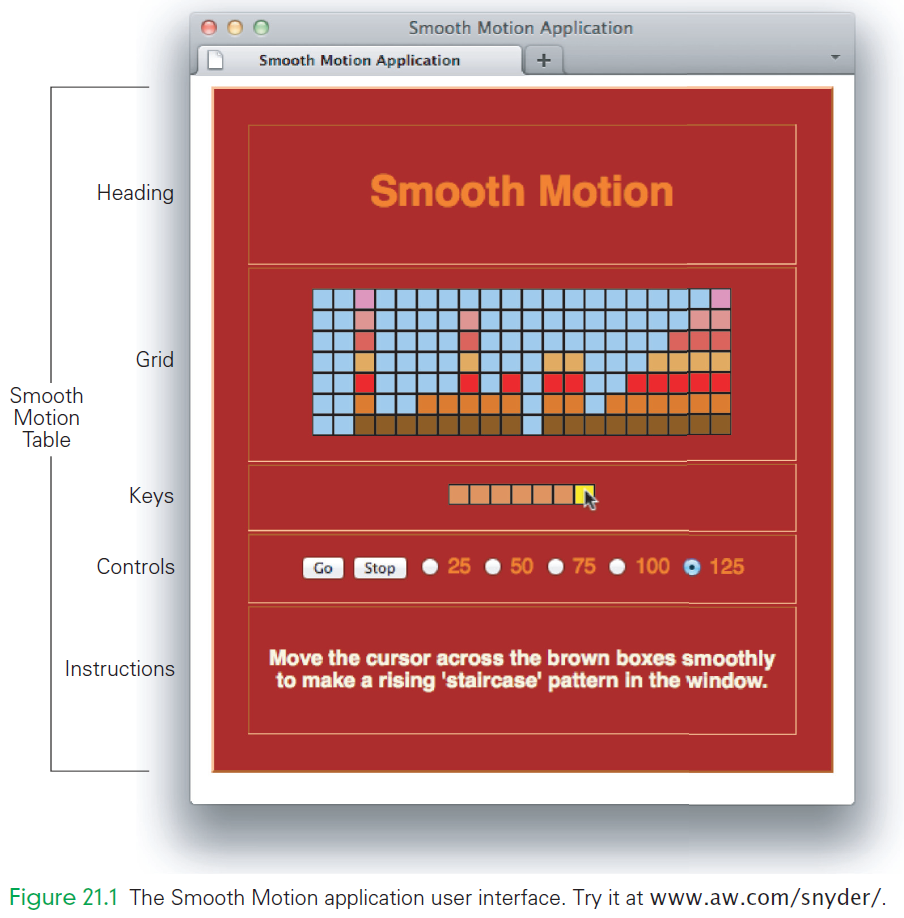 Smooth Motion Application
Smooth Motion Application
+
Heading
Smooth Motion
Grid
Smooth
Motion
Table
Keys
Controls
Go Stop 25 50 75 100 125
Instructions
Move the cursor across the brown boxes smoothly
to make a rising 'staircase' pattern in the window.
Figure 21.1 The Smooth Motion application user interface. Try it at www.aw.com/snyder/.